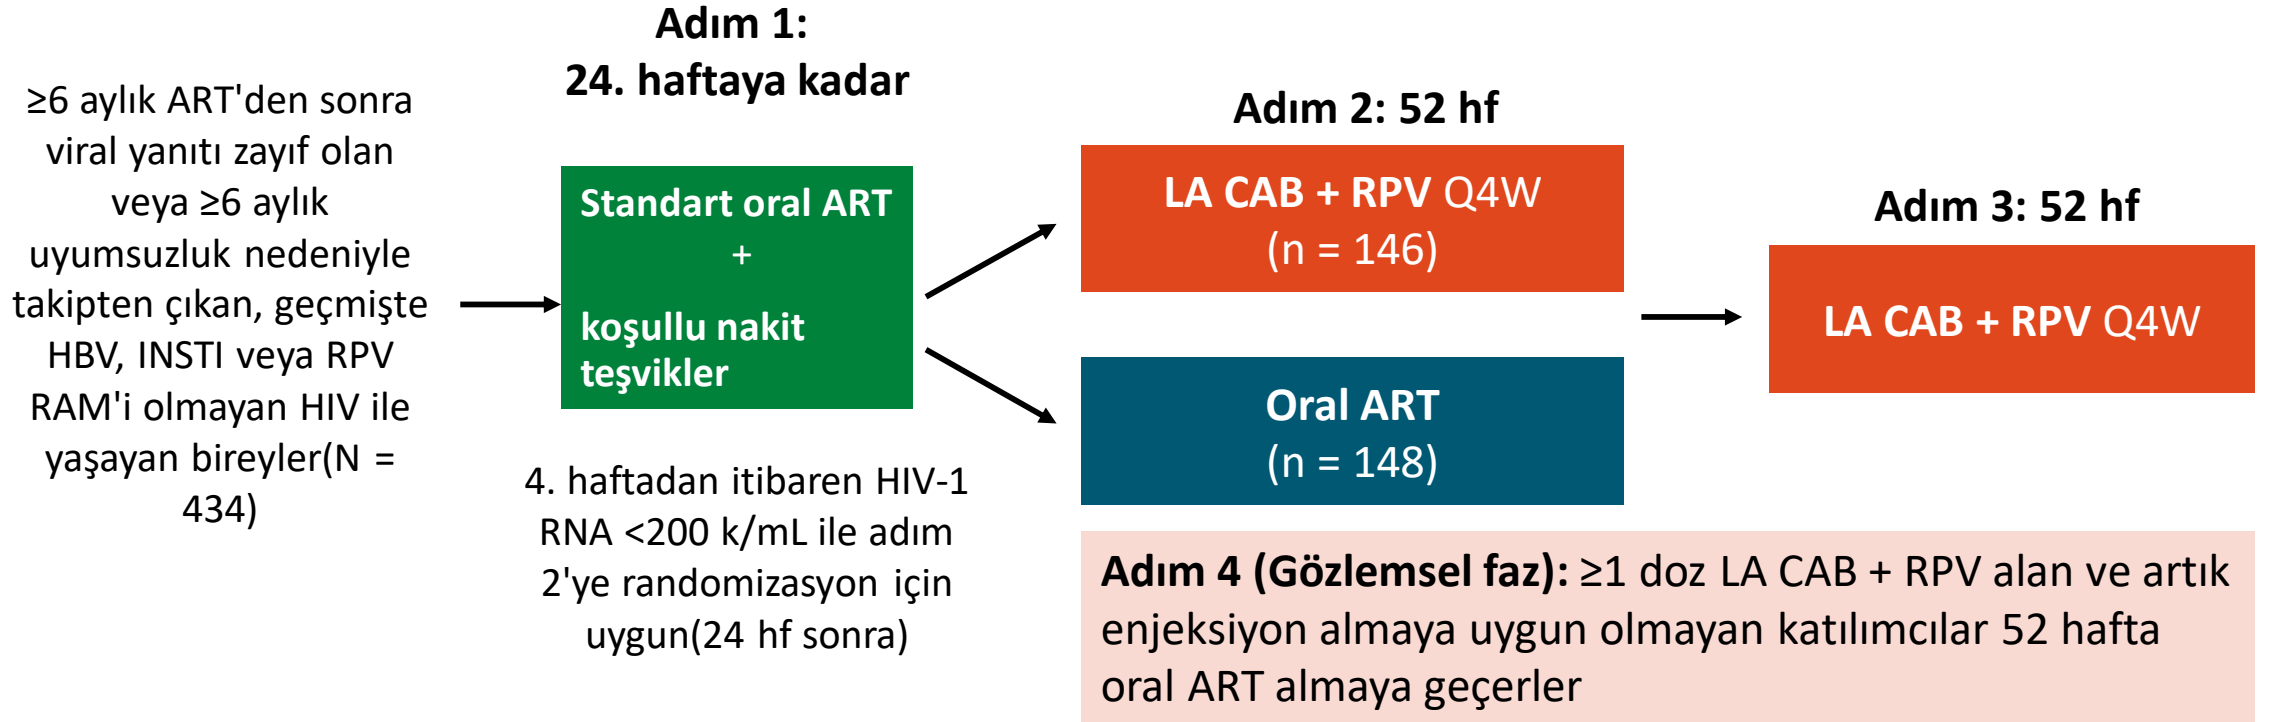 ≥6 aylık ART'den sonra
viral yanıtı zayıf olan
veya ≥6 aylık
uyumsuzluk nedeniyle
takipten çıkan, geçmişte
HBV, INSTI veya RPV
RAM'i olmayan HIV ile
yaşayan bireyler(N =
434)
Adım 1:
24. haftaya kadar
Standart oral ART
+
koşullu nakit
teşvikler
4. haftadan itibaren HIV-1
RNA <200 k/mL ile adım
2'ye randomizasyon için
uygun(24 hf sonra)
Adım 2: 52 hf
LA CAB + RPV Q4W
(n = 146)
Oral ART
(n = 148)
Adım 3: 52 hf
LA CAB + RPV Q4W
Adım 4 (Gözlemsel faz): ≥1 doz LA CAB + RPV alan ve artık
enjeksiyon almaya uygun olmayan katılımcılar 52 hafta
oral ART almaya geçerler